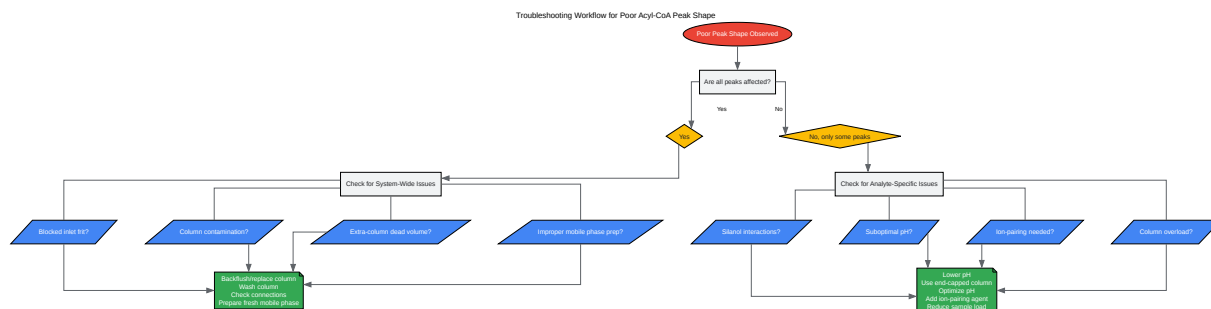 Troubleshooting Workflow for Poor Acyl-CoA Peak Shape
Poor Peak Shape Observed
Are all peaks affected?
Yes
No
Yes
No, only some peaks
Check for System-Wide Issues
Check for Analyte-Specific Issues
Blocked inlet frit?
Column contamination?
Extra-column dead volume?
Improper mobile phase prep?
Silanol interactions?
Suboptimal pH?
Ion-pairing needed?
Column overload?
Backflush/replace column
Wash column
Check connections
Prepare fresh mobile phase
Lower pH
Use end-capped column
Optimize pH
Add ion-pairing agent
Reduce sample load